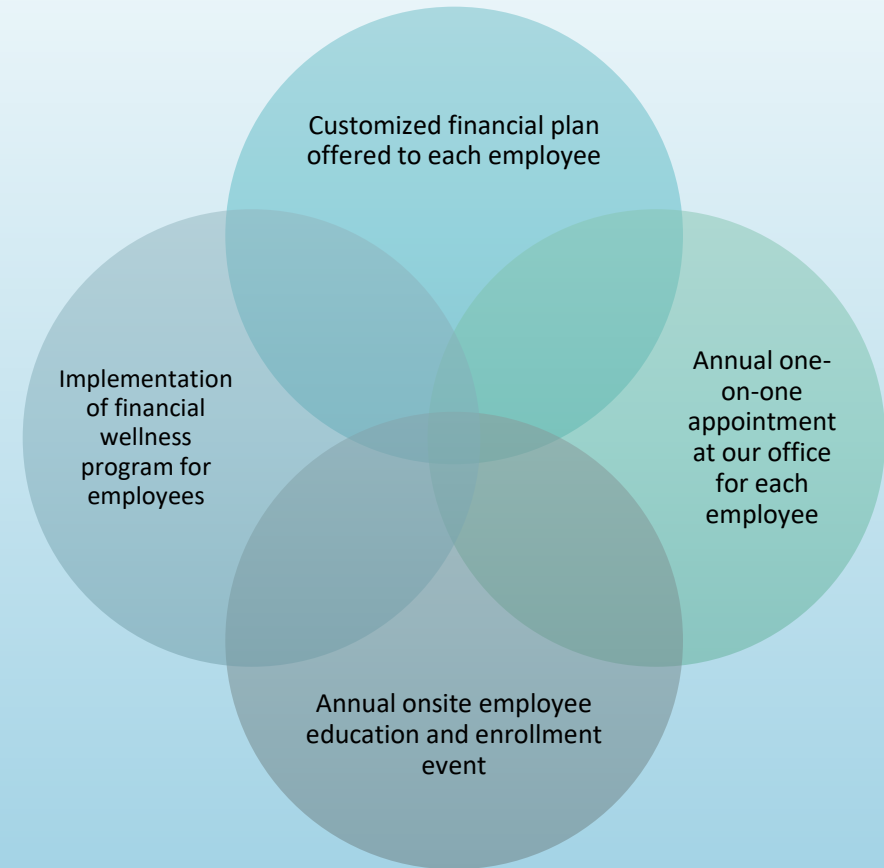 Customized financial plan
offered to each employee
Implementation
of financial
wellness
program for
employees
Annual one-
on-one
appointment
at our office
for each
employee
Annual onsite employee
education and enrollment
event